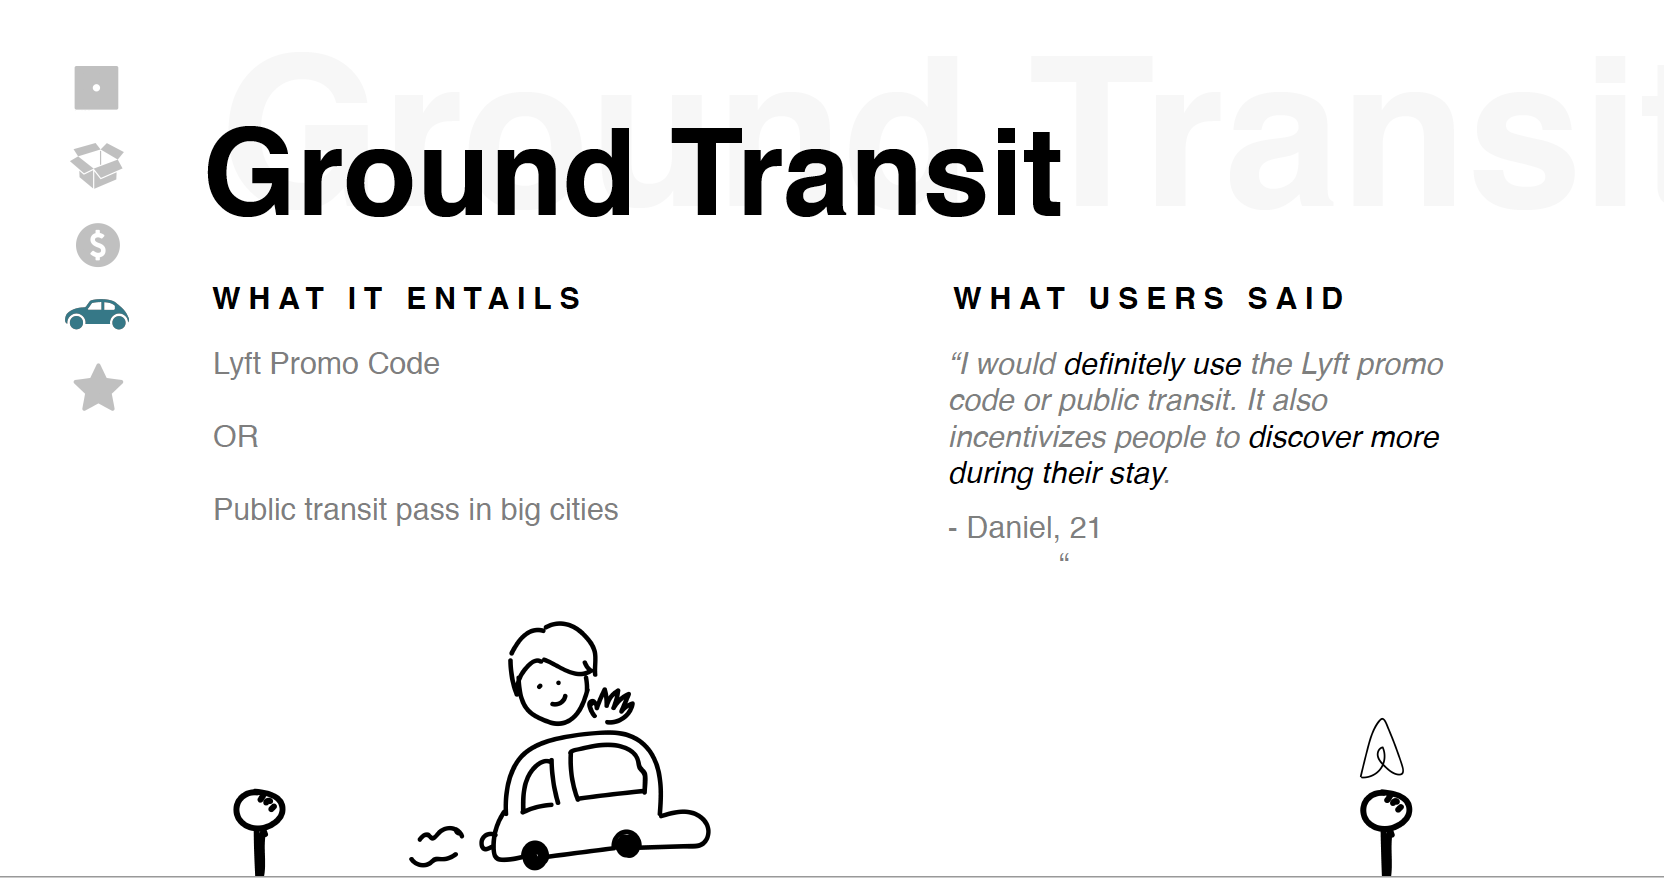 Ground Transit
Ground Transit
WHAT IT ENTAILS
Lyft Promo Code
OR
Public transit pass in big cities
WHAT USERS SAID
“I would definitely use the Lyft promo
code or public transit. It also
incentivizes people to discover more
during their stay.
- Daniel, 21
“